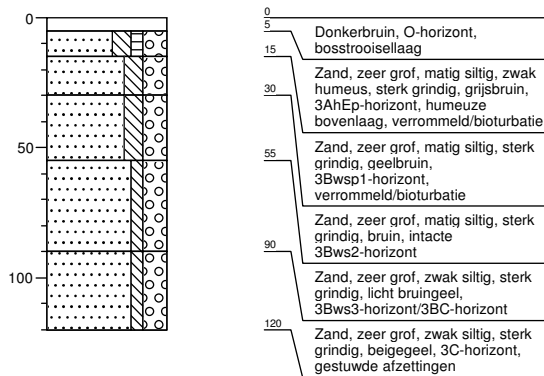 0
50
100
0
5
Donkerbruin, O-horizont,
bosstrooisellaag
15
Zand, zeer grof, matig siltig, zwak
humeus, sterk grindig, grijsbruin,
3AhEp-horizont, humeuze
bovenlaag, verrommeld/bioturbatie
30
Zand, zeer grof, matig siltig, sterk
grindig, geelbruin,
3Bwsp1-horizont,
verrommeld/bioturbatie
55
Zand, zeer grof, matig siltig, sterk
grindig, bruin, intacte
3Bws2-horizont
90
Zand, zeer grof, zwak siltig, sterk
grindig, licht bruingeel,
3Bws3-horizont/3BC-horizont
120
Zand, zeer grof, zwak siltig, sterk
grindig, beigegeel, 3C-horizont,
gestuwde afzettingen